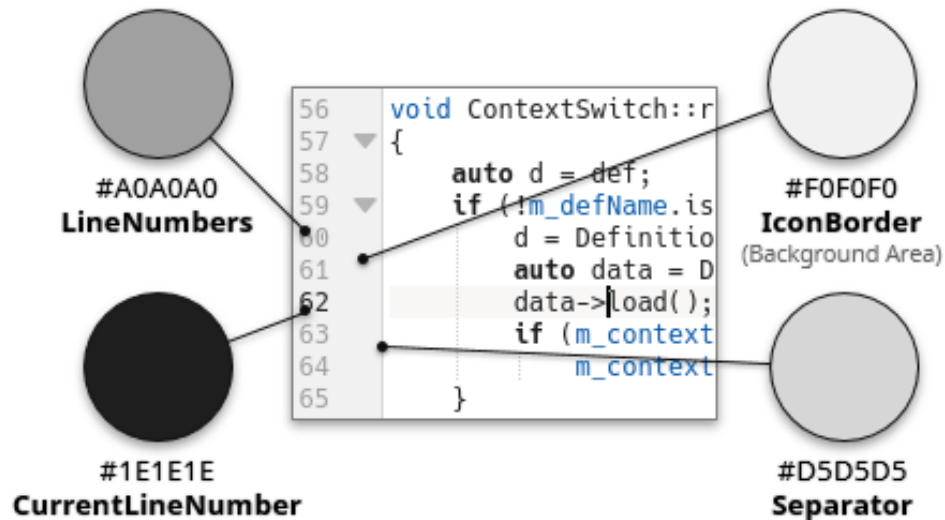 #A0A0A0
LineNumbers
#1E1E1E
CurrentLineNumber
56 void ContextSwitch::r
57 {
58 auto d = def;
59 if (!m_defName.is
60 d = Definitio
61 auto data = D
62 data->load();
63 if (m_context
64 m_context
65 }
#F0F0F0
IconBorder
(Background Area)
#D5D5D5
Separator